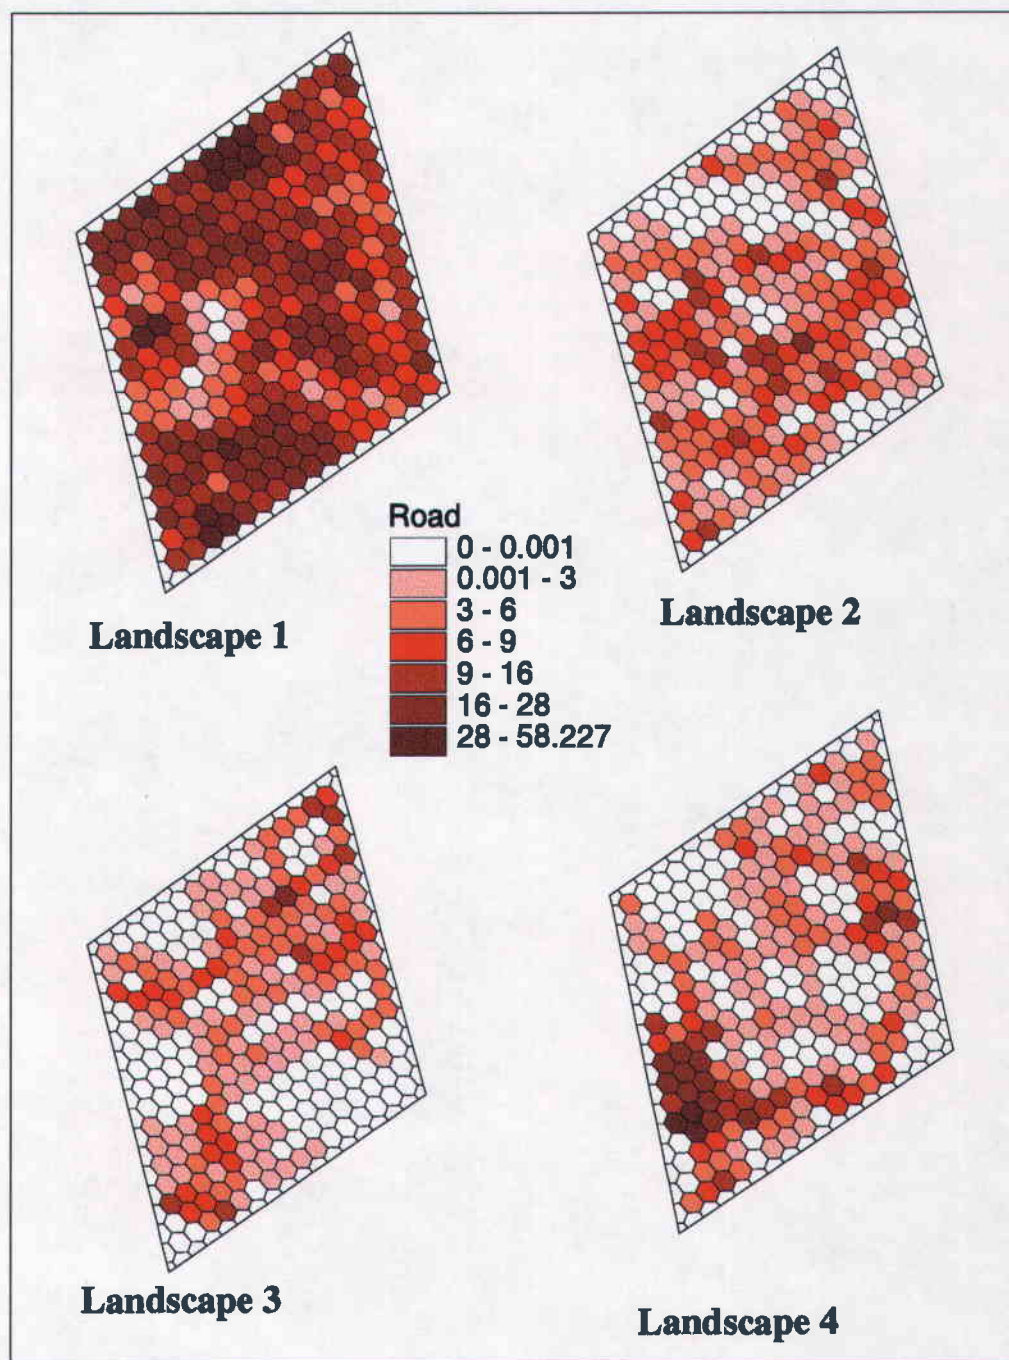 Road
0 - 0.001
0.001 - 3
3 - 6
6 - 9
9 - 16
16 - 28
28 - 58.227
Landscape 1
Landscape 2
Landscape 3
Landscape 4